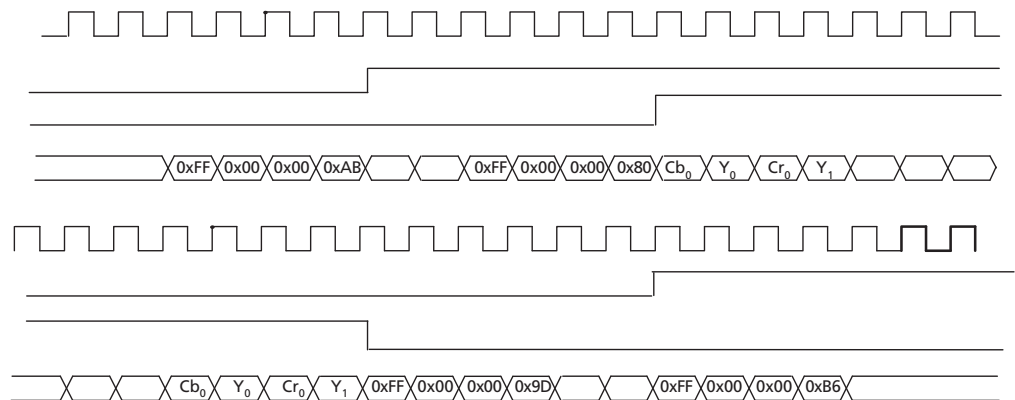 0xFF 0x00 0x00 0xAB 0xFF 0x00 0x00 0x80 Cb₀ Y₀ Cr₀ Y₁
Cb₀ Y₀ Cr₀ Y₁ 0xFF 0x00 0x00 0x9D 0xFF 0x00 0x00 0xB6